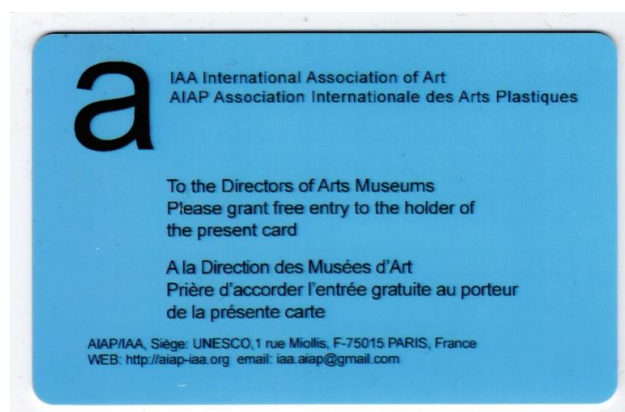 a
IAA International Association of Art
AIAP Association Internationale des Arts Plastiques
To the Directors of Arts Museums
Please grant free entry to the holder of
the present card
A la Direction des Musées d'Art
Prière d'accorder l'entrée gratuite au porteur
de la présente carte
AIAP/IAA, Siège: UNESCO,1 rue Miollis, F-75015 PARIS, France
WEB: http://aiap-iaa.org email: iaa.aiap@gmail.com